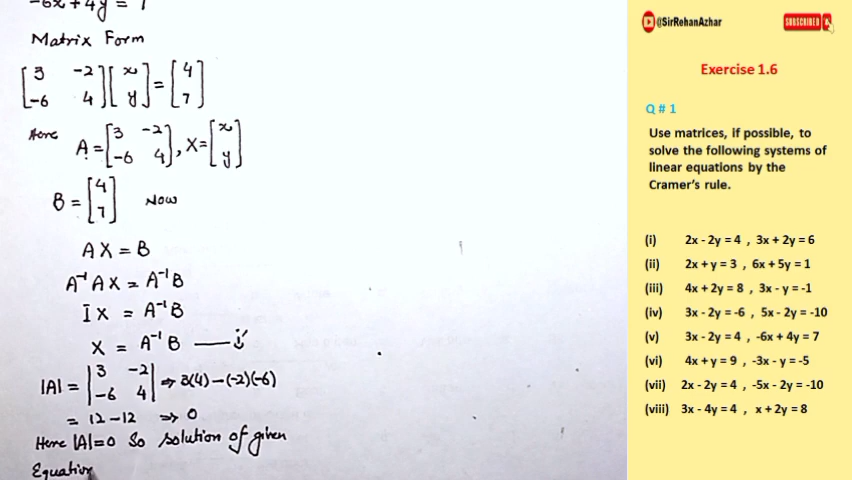 -6x + 4y = 7
Matrix Form
[3 -2
-6 4] [x
y] = [4
7]
Here A = [3 -2
-6 4], X = [x
y]
B = [4
7] Now
AX = B
A⁻¹AX = A⁻¹B
IX = A⁻¹B
X = A⁻¹B — i
|A| = |3 -2
-6 4| ⇒ 3(4) - (-2)(-6)
= 12 - 12 ⇒ 0
Here |A| = 0 So solution of given
Equation
@SirRehanAzhar
SUBSCRIBED
Exercise 1.6
Q # 1
Use matrices, if possible, to
solve the following systems of
linear equations by the
Cramer's rule.
(i) 2x - 2y = 4 , 3x + 2y = 6
(ii) 2x + y = 3 , 6x + 5y = 1
(iii) 4x + 2y = 8 , 3x - y = -1
(iv) 3x - 2y = -6 , 5x - 2y = -10
(v) 3x - 2y = 4 , -6x + 4y = 7
(vi) 4x + y = 9 , -3x - y = -5
(vii) 2x - 2y = 4 , -5x - 2y = -10
(viii) 3x - 4y = 4 , x + 2y = 8